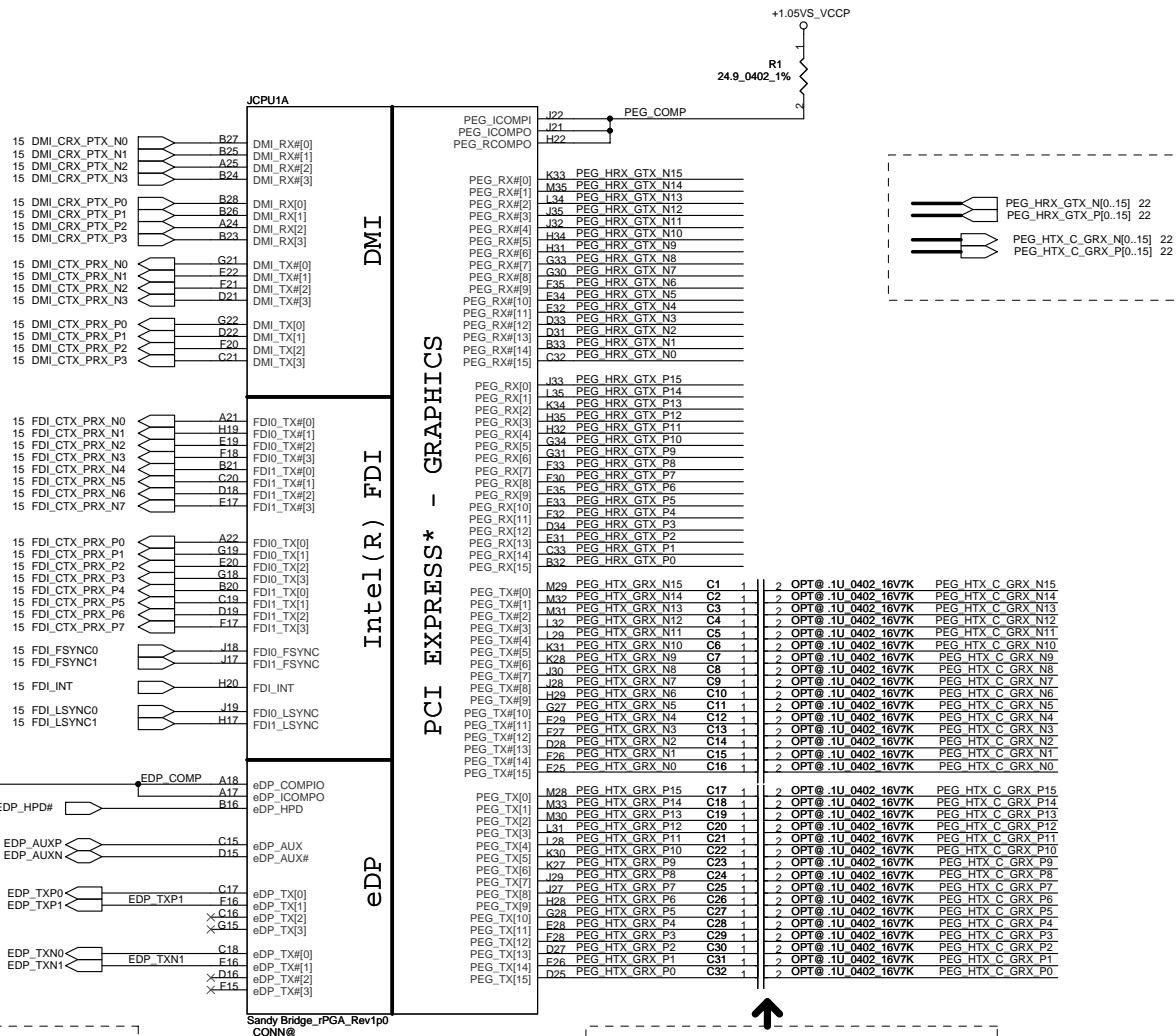 +1.05VS_VCCP
1
R1
24.9_0402_1%
2
JCPU1A
PEG_ICOMPI J22 PEG_COMP
PEG_ICOMPO J21
PEG_RCOMPO H22
15 DMI_CRX_PTX_N0 B27 DMI_RX#[0]
15 DMI_CRX_PTX_N1 B25 DMI_RX#[1]
15 DMI_CRX_PTX_N2 A25 DMI_RX#[2]
15 DMI_CRX_PTX_N3 B24 DMI_RX#[3]
15 DMI_CRX_PTX_P0 B28 DMI_RX[0]
15 DMI_CRX_PTX_P1 B26 DMI_RX[1]
15 DMI_CRX_PTX_P2 A24 DMI_RX[2]
15 DMI_CRX_PTX_P3 B23 DMI_RX[3]
15 DMI_CTX_PRX_N0 G21 DMI_TX#[0]
15 DMI_CTX_PRX_N1 E22 DMI_TX#[1]
15 DMI_CTX_PRX_N2 F21 DMI_TX#[2]
15 DMI_CTX_PRX_N3 D21 DMI_TX#[3]
15 DMI_CTX_PRX_P0 G22 DMI_TX[0]
15 DMI_CTX_PRX_P1 D22 DMI_TX[1]
15 DMI_CTX_PRX_P2 F20 DMI_TX[2]
15 DMI_CTX_PRX_P3 C21 DMI_TX[3]
DMI
15 FDI_CTX_PRX_N0 A21 FDI0_TX#[0]
15 FDI_CTX_PRX_N1 H19 FDI0_TX#[1]
15 FDI_CTX_PRX_N2 E19 FDI0_TX#[2]
15 FDI_CTX_PRX_N3 F18 FDI0_TX#[3]
15 FDI_CTX_PRX_N4 B21 FDI1_TX#[0]
15 FDI_CTX_PRX_N5 C20 FDI1_TX#[1]
15 FDI_CTX_PRX_N6 D18 FDI1_TX#[2]
15 FDI_CTX_PRX_N7 E17 FDI1_TX#[3]
15 FDI_CTX_PRX_P0 A22 FDI0_TX[0]
15 FDI_CTX_PRX_P1 G19 FDI0_TX[1]
15 FDI_CTX_PRX_P2 E20 FDI0_TX[2]
15 FDI_CTX_PRX_P3 G18 FDI0_TX[3]
15 FDI_CTX_PRX_P4 B20 FDI1_TX[0]
15 FDI_CTX_PRX_P5 C19 FDI1_TX[1]
15 FDI_CTX_PRX_P6 D19 FDI1_TX[2]
15 FDI_CTX_PRX_P7 F17 FDI1_TX[3]
15 FDI_FSYNC0 J18 FDI0_FSYNC
15 FDI_FSYNC1 J17 FDI1_FSYNC
15 FDI_INT H20 FDI_INT
15 FDI_LSYNC0 J19 FDI0_LSYNC
15 FDI_LSYNC1 H17 FDI1_LSYNC
Intel(R) FDI
EDP_COMP A18 eDP_COMPIO
A17 eDP_ICOMPO
EDP_HPD# B16 eDP_HPD
EDP_AUXP C15 eDP_AUX
EDP_AUXN D15 eDP_AUX#
EDP_TXP0 C17 eDP_TX[0]
EDP_TXP1 EDP_TXP1 F16 eDP_TX[1]
C16 eDP_TX[2]
G15 eDP_TX[3]
EDP_TXN0 C18 eDP_TX#[0]
EDP_TXN1 EDP_TXN1 E16 eDP_TX#[1]
D16 eDP_TX#[2]
F15 eDP_TX#[3]
eDP
PCI EXPRESS* - GRAPHICS
PEG_RX#[0] K33 PEG_HRX_GTX_N15
PEG_RX#[1] M35 PEG_HRX_GTX_N14
PEG_RX#[2] L34 PEG_HRX_GTX_N13
PEG_RX#[3] J35 PEG_HRX_GTX_N12
PEG_RX#[4] J32 PEG_HRX_GTX_N11
PEG_RX#[5] H34 PEG_HRX_GTX_N10
PEG_RX#[6] H31 PEG_HRX_GTX_N9
PEG_RX#[7] G33 PEG_HRX_GTX_N8
PEG_RX#[8] G30 PEG_HRX_GTX_N7
PEG_RX#[9] F35 PEG_HRX_GTX_N6
PEG_RX#[10] E34 PEG_HRX_GTX_N5
PEG_RX#[11] E32 PEG_HRX_GTX_N4
PEG_RX#[12] D33 PEG_HRX_GTX_N3
PEG_RX#[13] D31 PEG_HRX_GTX_N2
PEG_RX#[14] B33 PEG_HRX_GTX_N1
PEG_RX#[15] C32 PEG_HRX_GTX_N0
PEG_RX[0] J33 PEG_HRX_GTX_P15
PEG_RX[1] L35 PEG_HRX_GTX_P14
PEG_RX[2] K34 PEG_HRX_GTX_P13
PEG_RX[3] H35 PEG_HRX_GTX_P12
PEG_RX[4] H32 PEG_HRX_GTX_P11
PEG_RX[5] G34 PEG_HRX_GTX_P10
PEG_RX[6] G31 PEG_HRX_GTX_P9
PEG_RX[7] F33 PEG_HRX_GTX_P8
PEG_RX[8] F30 PEG_HRX_GTX_P7
PEG_RX[9] E35 PEG_HRX_GTX_P6
PEG_RX[10] E33 PEG_HRX_GTX_P5
PEG_RX[11] F32 PEG_HRX_GTX_P4
PEG_RX[12] D34 PEG_HRX_GTX_P3
PEG_RX[13] E31 PEG_HRX_GTX_P2
PEG_RX[14] C33 PEG_HRX_GTX_P1
PEG_RX[15] B32 PEG_HRX_GTX_P0
PEG_TX#[0] M29 PEG_HTX_GRX_N15 C1 1 2 OPT@ .1U_0402_16V7K PEG_HTX_C_GRX_N15
PEG_TX#[1] M32 PEG_HTX_GRX_N14 C2 1 2 OPT@ .1U_0402_16V7K PEG_HTX_C_GRX_N14
PEG_TX#[2] M31 PEG_HTX_GRX_N13 C3 1 2 OPT@ .1U_0402_16V7K PEG_HTX_C_GRX_N13
PEG_TX#[3] L32 PEG_HTX_GRX_N12 C4 1 2 OPT@ .1U_0402_16V7K PEG_HTX_C_GRX_N12
PEG_TX#[4] L29 PEG_HTX_GRX_N11 C5 1 2 OPT@ .1U_0402_16V7K PEG_HTX_C_GRX_N11
PEG_TX#[5] K31 PEG_HTX_GRX_N10 C6 1 2 OPT@ .1U_0402_16V7K PEG_HTX_C_GRX_N10
PEG_TX#[6] K28 PEG_HTX_GRX_N9 C7 1 2 OPT@ .1U_0402_16V7K PEG_HTX_C_GRX_N9
PEG_TX#[7] J30 PEG_HTX_GRX_N8 C8 1 2 OPT@ .1U_0402_16V7K PEG_HTX_C_GRX_N8
PEG_TX#[8] J28 PEG_HTX_GRX_N7 C9 1 2 OPT@ .1U_0402_16V7K PEG_HTX_C_GRX_N7
PEG_TX#[9] H29 PEG_HTX_GRX_N6 C10 1 2 OPT@ .1U_0402_16V7K PEG_HTX_C_GRX_N6
PEG_TX#[10] G27 PEG_HTX_GRX_N5 C11 1 2 OPT@ .1U_0402_16V7K PEG_HTX_C_GRX_N5
PEG_TX#[11] E29 PEG_HTX_GRX_N4 C12 1 2 OPT@ .1U_0402_16V7K PEG_HTX_C_GRX_N4
PEG_TX#[12] F27 PEG_HTX_GRX_N3 C13 1 2 OPT@ .1U_0402_16V7K PEG_HTX_C_GRX_N3
PEG_TX#[13] D28 PEG_HTX_GRX_N2 C14 1 2 OPT@ .1U_0402_16V7K PEG_HTX_C_GRX_N2
PEG_TX#[14] F26 PEG_HTX_GRX_N1 C15 1 2 OPT@ .1U_0402_16V7K PEG_HTX_C_GRX_N1
PEG_TX#[15] E25 PEG_HTX_GRX_N0 C16 1 2 OPT@ .1U_0402_16V7K PEG_HTX_C_GRX_N0
PEG_TX[0] M28 PEG_HTX_GRX_P15 C17 1 2 OPT@ .1U_0402_16V7K PEG_HTX_C_GRX_P15
PEG_TX[1] M33 PEG_HTX_GRX_P14 C18 1 2 OPT@ .1U_0402_16V7K PEG_HTX_C_GRX_P14
PEG_TX[2] M30 PEG_HTX_GRX_P13 C19 1 2 OPT@ .1U_0402_16V7K PEG_HTX_C_GRX_P13
PEG_TX[3] L31 PEG_HTX_GRX_P12 C20 1 2 OPT@ .1U_0402_16V7K PEG_HTX_C_GRX_P12
PEG_TX[4] L28 PEG_HTX_GRX_P11 C21 1 2 OPT@ .1U_0402_16V7K PEG_HTX_C_GRX_P11
PEG_TX[5] K30 PEG_HTX_GRX_P10 C22 1 2 OPT@ .1U_0402_16V7K PEG_HTX_C_GRX_P10
PEG_TX[6] K27 PEG_HTX_GRX_P9 C23 1 2 OPT@ .1U_0402_16V7K PEG_HTX_C_GRX_P9
PEG_TX[7] J29 PEG_HTX_GRX_P8 C24 1 2 OPT@ .1U_0402_16V7K PEG_HTX_C_GRX_P8
PEG_TX[8] J27 PEG_HTX_GRX_P7 C25 1 2 OPT@ .1U_0402_16V7K PEG_HTX_C_GRX_P7
PEG_TX[9] H28 PEG_HTX_GRX_P6 C26 1 2 OPT@ .1U_0402_16V7K PEG_HTX_C_GRX_P6
PEG_TX[10] G28 PEG_HTX_GRX_P5 C27 1 2 OPT@ .1U_0402_16V7K PEG_HTX_C_GRX_P5
PEG_TX[11] E28 PEG_HTX_GRX_P4 C28 1 2 OPT@ .1U_0402_16V7K PEG_HTX_C_GRX_P4
PEG_TX[12] F28 PEG_HTX_GRX_P3 C29 1 2 OPT@ .1U_0402_16V7K PEG_HTX_C_GRX_P3
PEG_TX[13] D27 PEG_HTX_GRX_P2 C30 1 2 OPT@ .1U_0402_16V7K PEG_HTX_C_GRX_P2
PEG_TX[14] E26 PEG_HTX_GRX_P1 C31 1 2 OPT@ .1U_0402_16V7K PEG_HTX_C_GRX_P1
PEG_TX[15] D25 PEG_HTX_GRX_P0 C32 1 2 OPT@ .1U_0402_16V7K PEG_HTX_C_GRX_P0
PEG_HRX_GTX_N[0..15] 22
PEG_HRX_GTX_P[0..15] 22
PEG_HTX_C_GRX_N[0..15] 22
PEG_HTX_C_GRX_P[0..15] 22
Sandy Bridge_rPGA_Rev1p0
CONN@